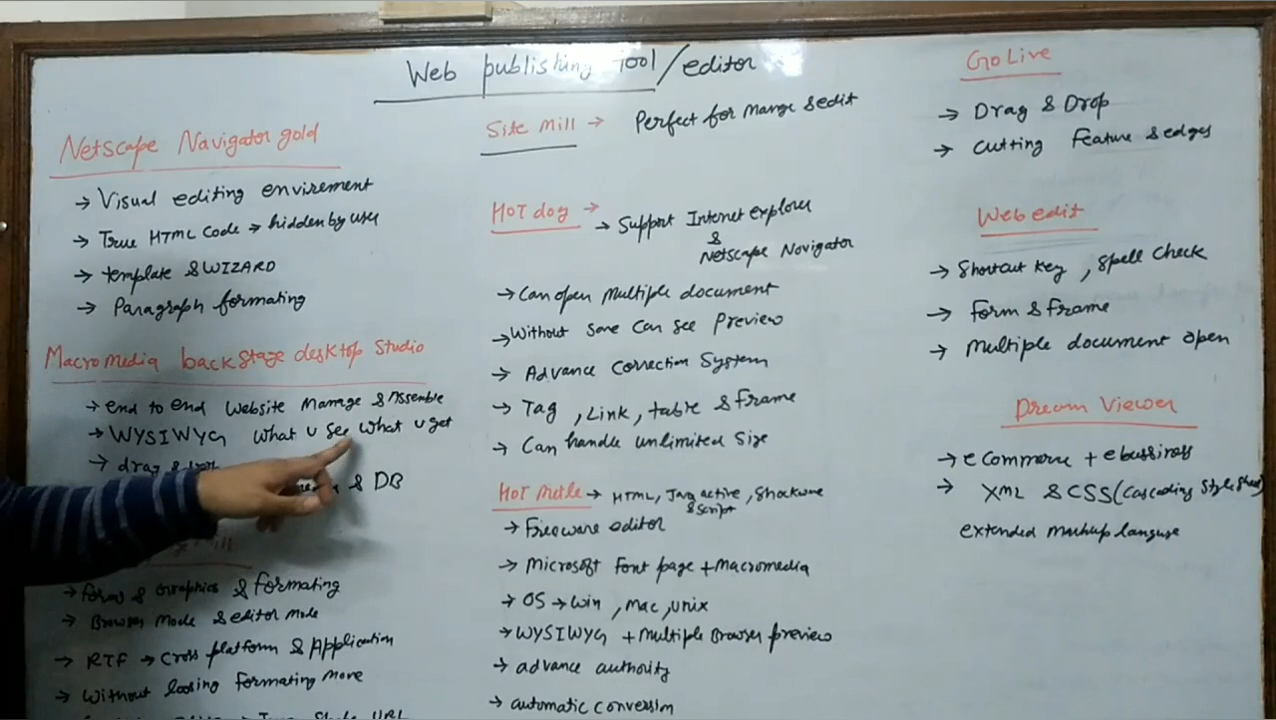 Web publishing Tool/editor
Netscape Navigator gold
→ Visual editing envirement
→ True HTML Code → hidden by user
→ template & WIZARD
→ Paragraph formating
Macromedia backstage desktop Studio
→ end to end Website Manage & Assemble
→ WYSIWYG What u See What u get
→ drag &
& DB
→ forms & Graphics & formating
→ Browser Mode & editor mode
→ RTF → Cross platform & Application
→ Without loosing formating move
URL
Site mill → Perfect for mange & edit
HOT dog →
→ Support Internet explorer
&
Netscape Novigator
→ Can open multiple document
→ Without save Can See Preview
→ Advance Correction System
→ Tag , Link , table & frame
→ Can handle unlimited Size
HOT Metle → HTML, Java active , Shockwave
& script
→ Freeware editor
→ Microsoft font page + Macromedia
→ OS → Win , Mac , Unix
→ WYSIWYG + multiple Browser preview
→ advance authority
→ automatic conversion
GoLive
→ Drag & Drop
→ Cutting feature & edges
Web edit
→ Shortcut Key , Spell Check
→ form & frame
→ multiple document open
Dream Viewer
→ e Commerce + e bussiness
→ XML & CSS (Cascading Style Sheet)
extended markup languse